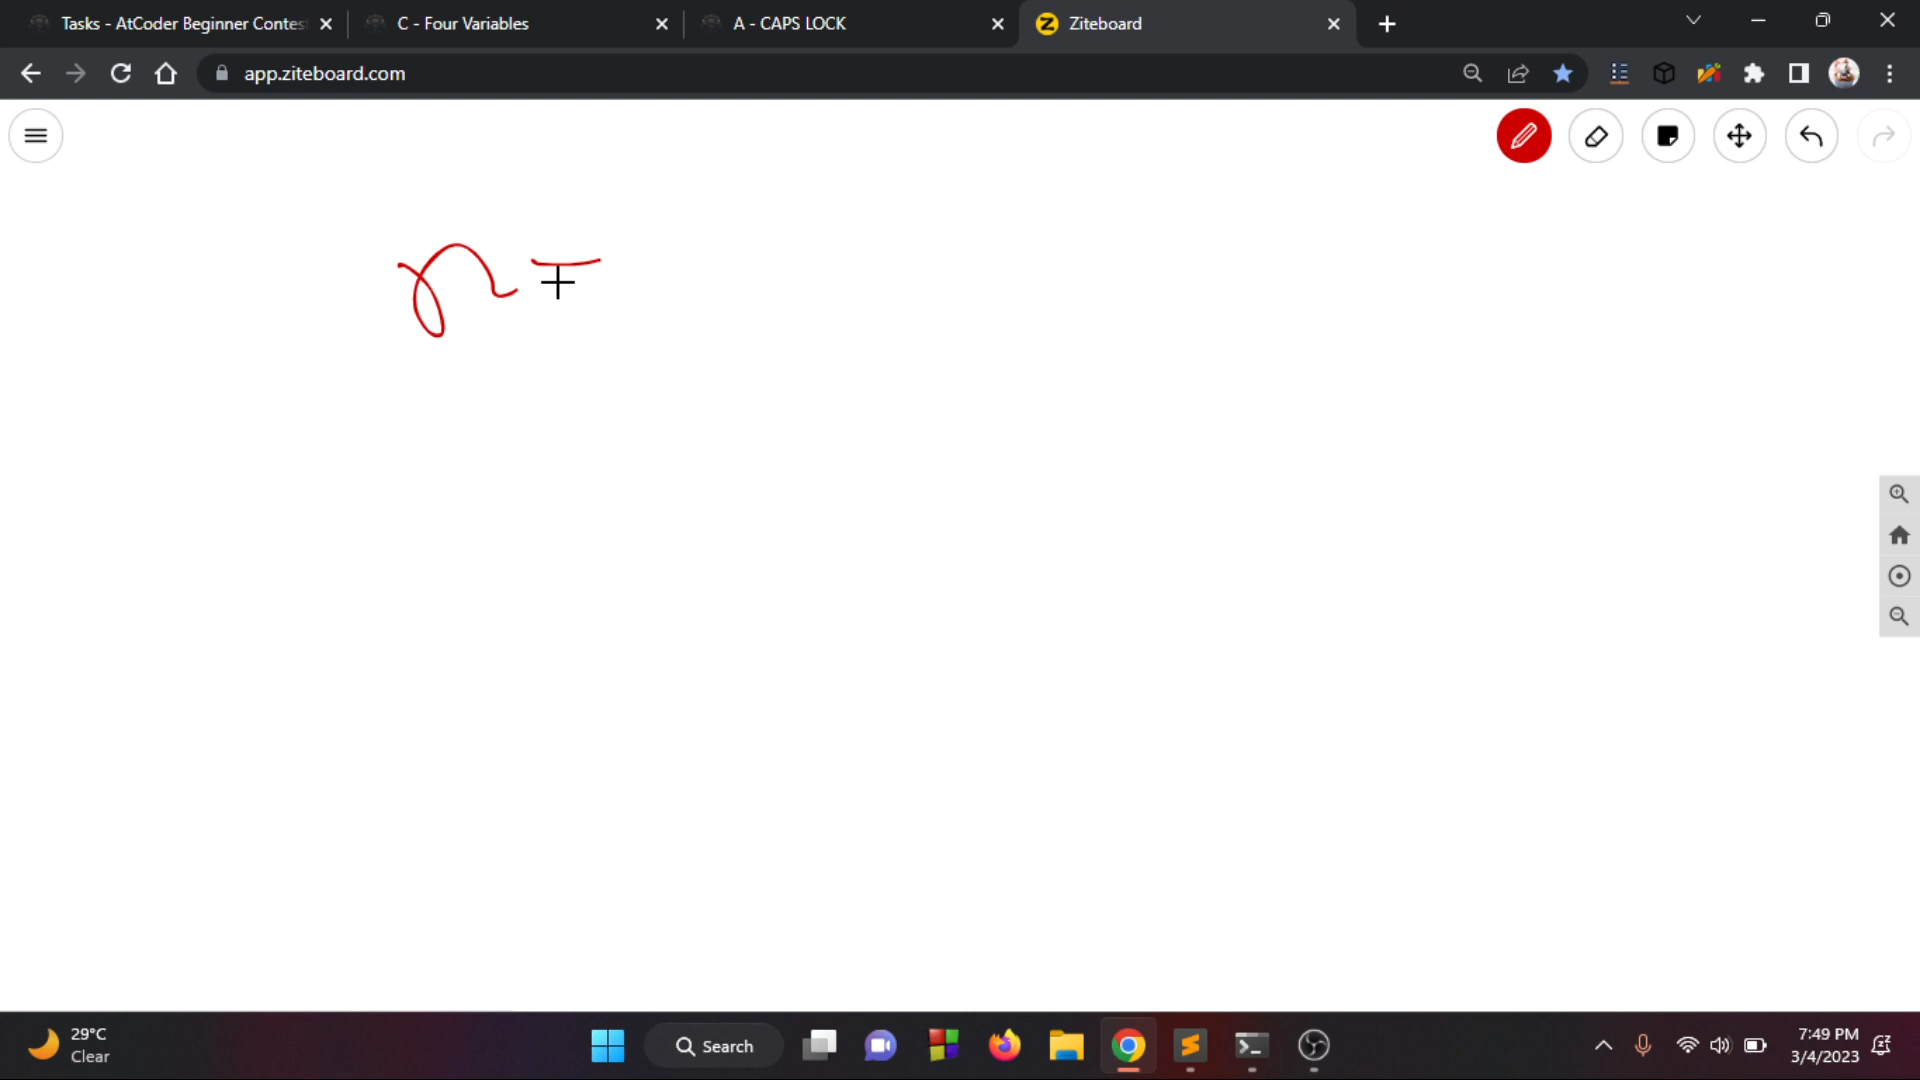 Tasks - AtCoder Beginner Contes
C - Four Variables
A - CAPS LOCK
Ziteboard
app.ziteboard.com
n =
29°C
Clear
Search
7:49 PM
3/4/2023